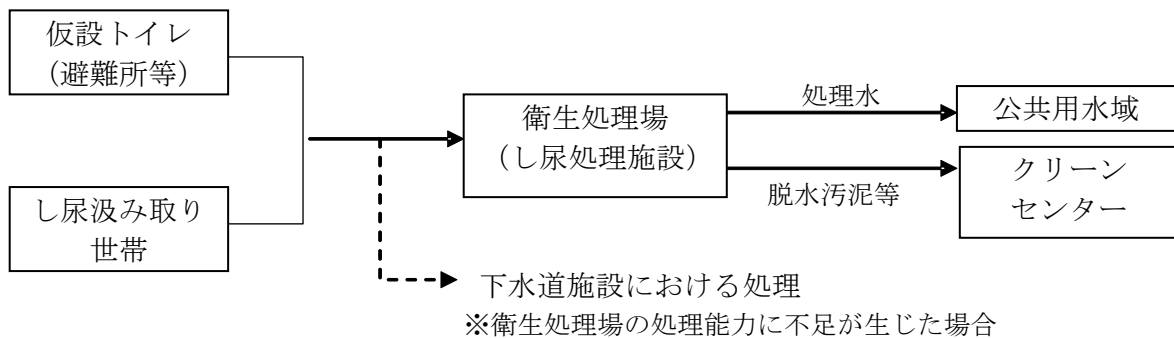 仮設トイレ
（避難所等）
し尿汲み取り
世帯
衛生処理場
（し尿処理施設）
処理水
脱水汚泥等
公共用水域
クリーン
センター
下水道施設における処理
※衛生処理場の処理能力に不足が生じた場合